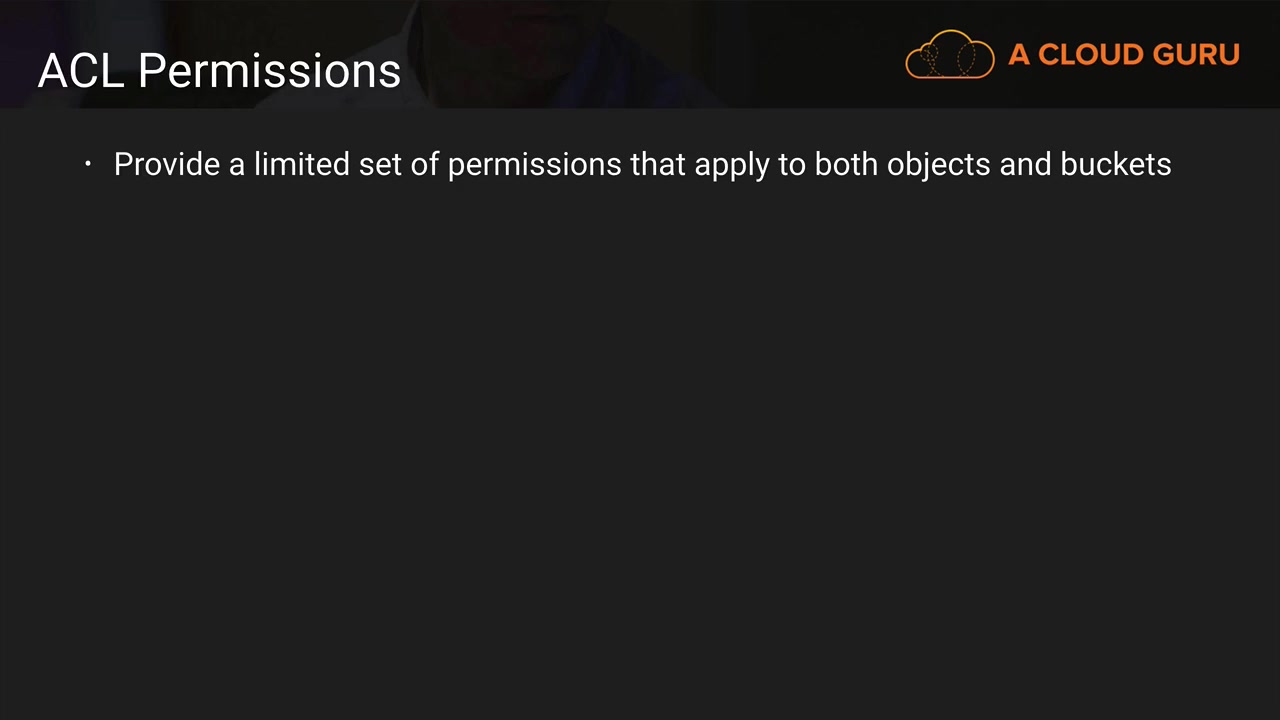 ACL Permissions
A CLOUD GURU
· Provide a limited set of permissions that apply to both objects and buckets